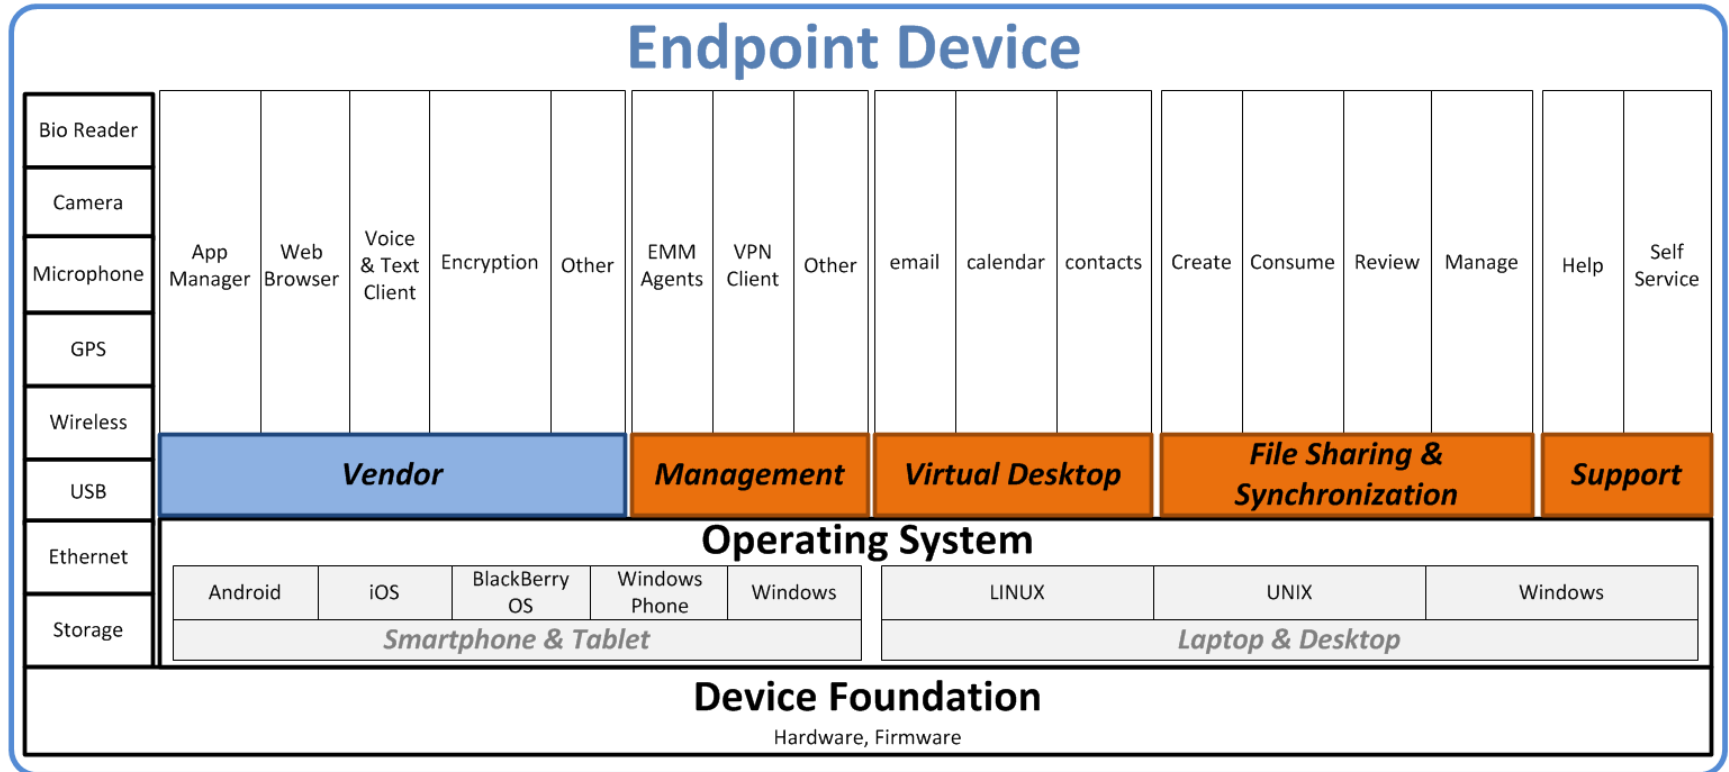 Endpoint Device
Bio Reader
Camera
Microphone
GPS
Wireless
USB
Ethernet
Storage
App
Manager
Web
Browser
Voice
& Text
Client
Encryption
Other
EMM
Agents
VPN
Client
Other
email
calendar
contacts
Create
Consume
Review
Manage
Help
Self
Service
Vendor
Management
Virtual Desktop
File Sharing &
Synchronization
Support
Operating System
Android
iOS
BlackBerry
OS
Windows
Phone
Windows
LINUX
UNIX
Windows
Smartphone & Tablet
Laptop & Desktop
Device Foundation
Hardware, Firmware